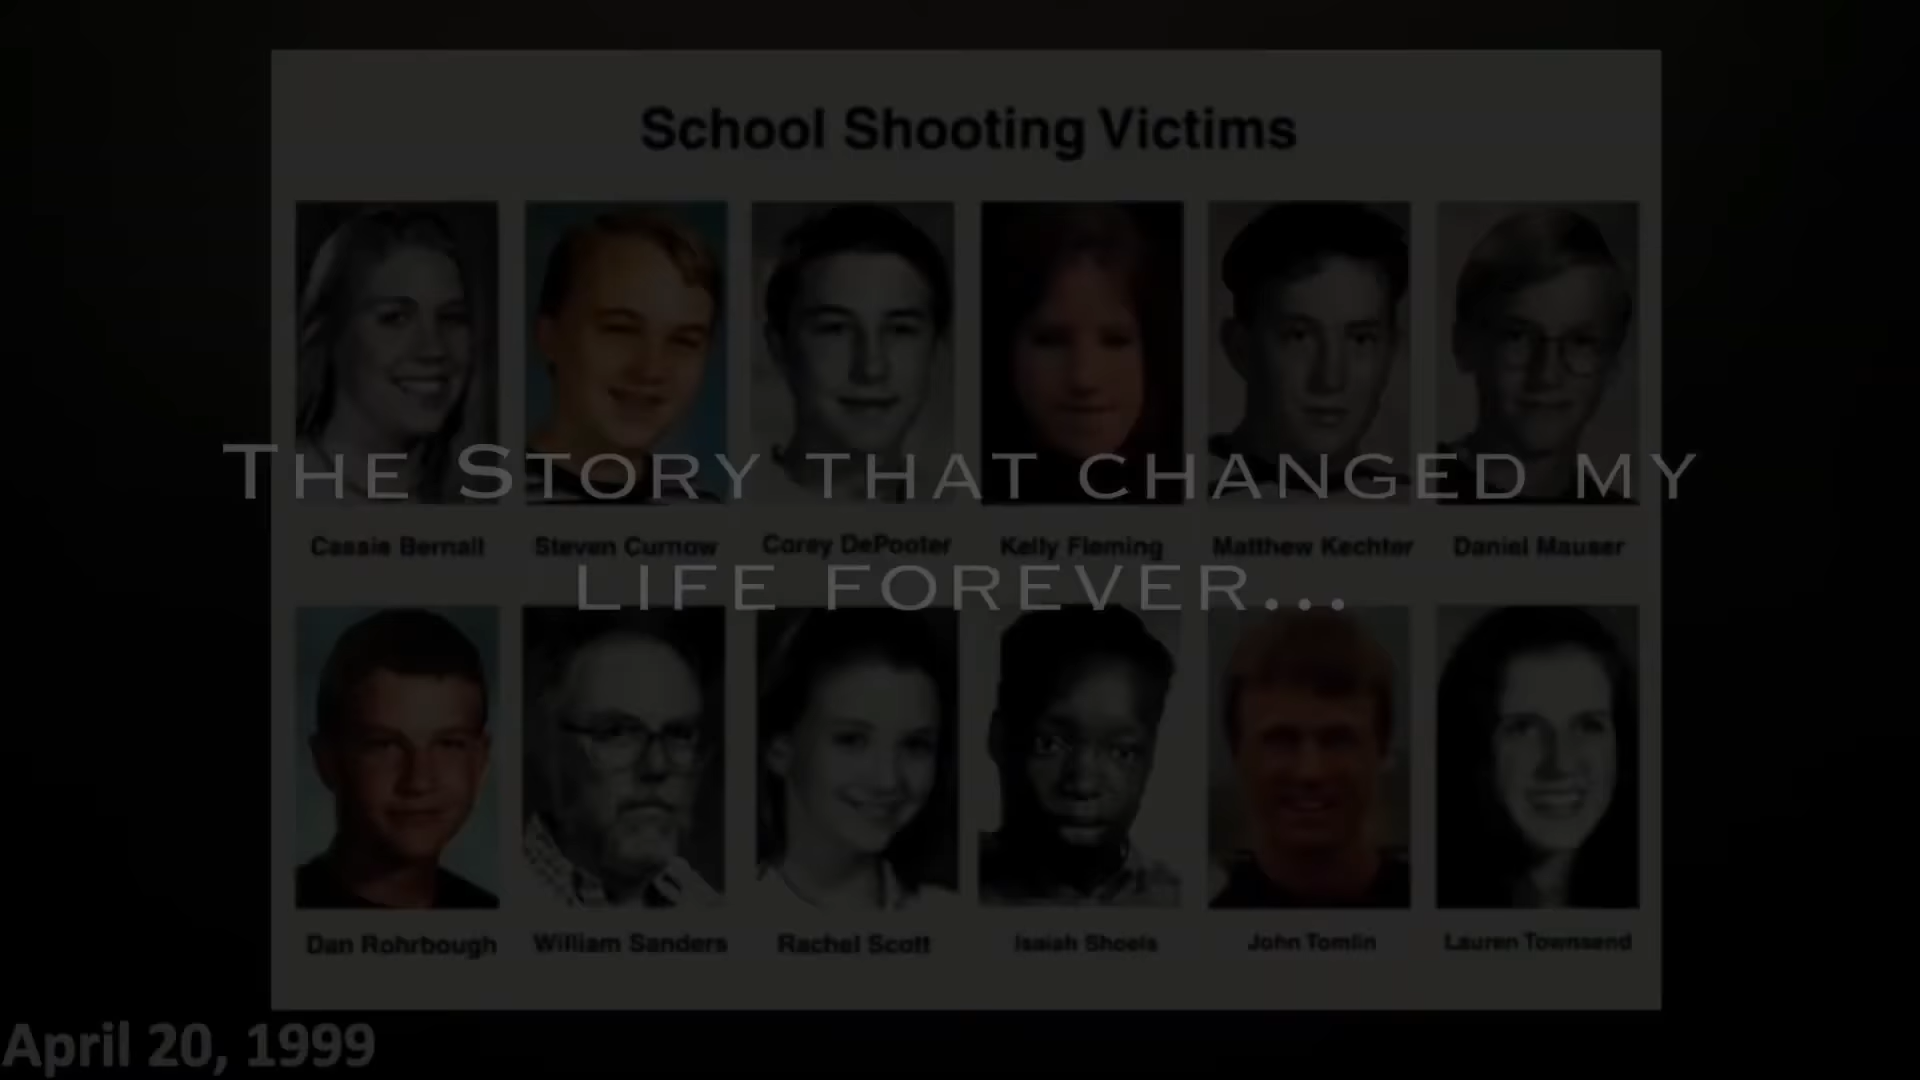 School Shooting Victims
THE STORY THAT CHANGED MY
LIFE FOREVER...
Cassie Bernall Steven Curnow Corey DePooter Kelly Fleming Matthew Kechter Daniel Mauser
Dan Rohrbough William Sanders Rachel Scott Isaiah Shoels John Tomlin Lauren Townsend
April 20, 1999